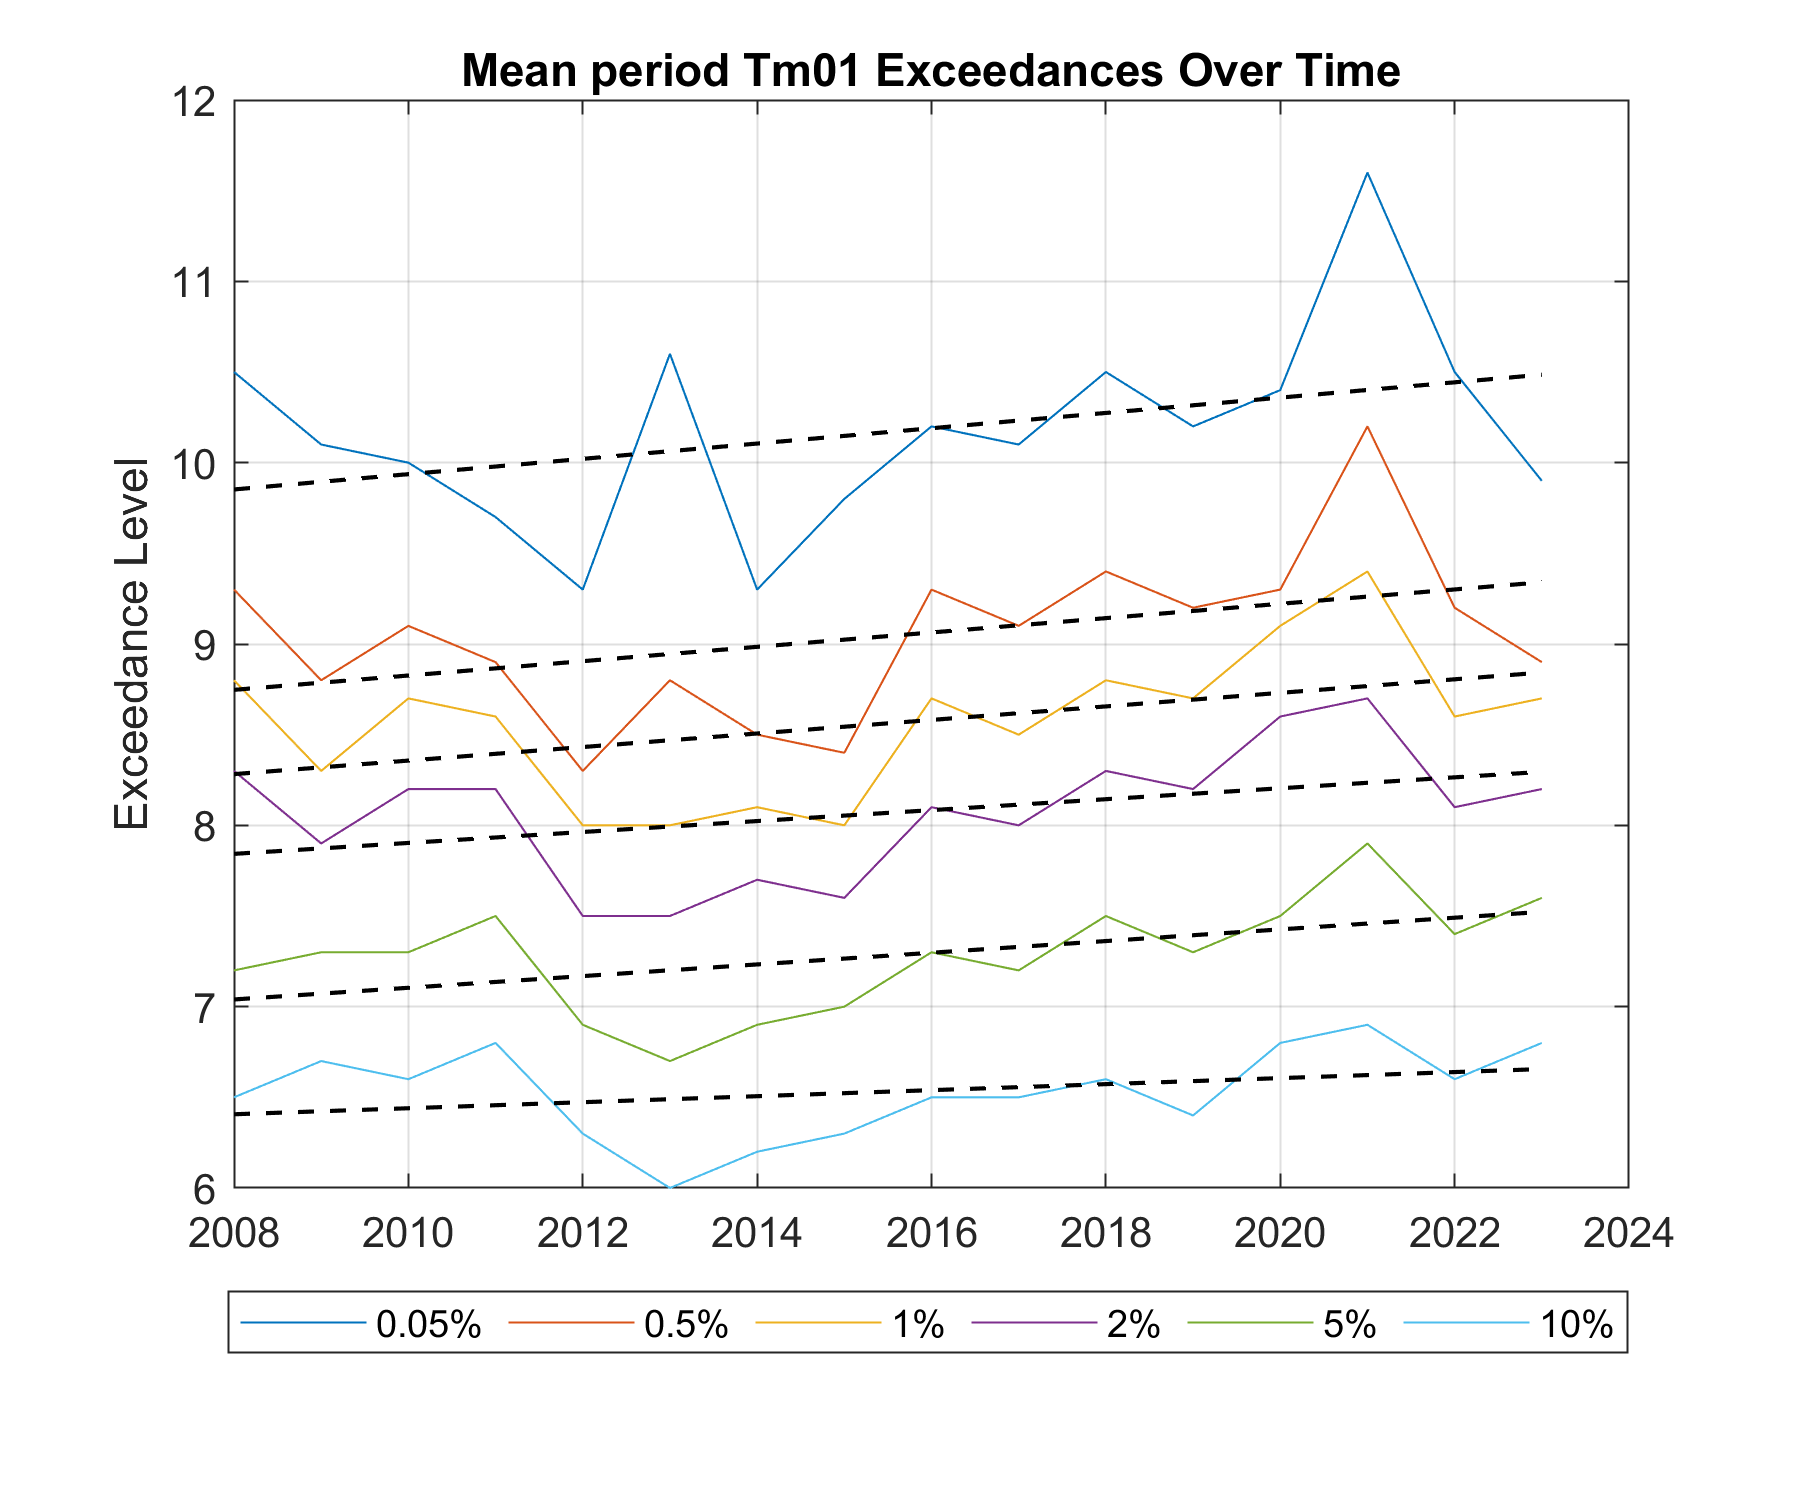 Mean period Tm01 Exceedances Over Time
12
11
10
9
8
7
6
Exceedance Level
2008 2010 2012 2014 2016 2018 2020 2022 2024
0.05% 0.5% 1% 2% 5% 10%